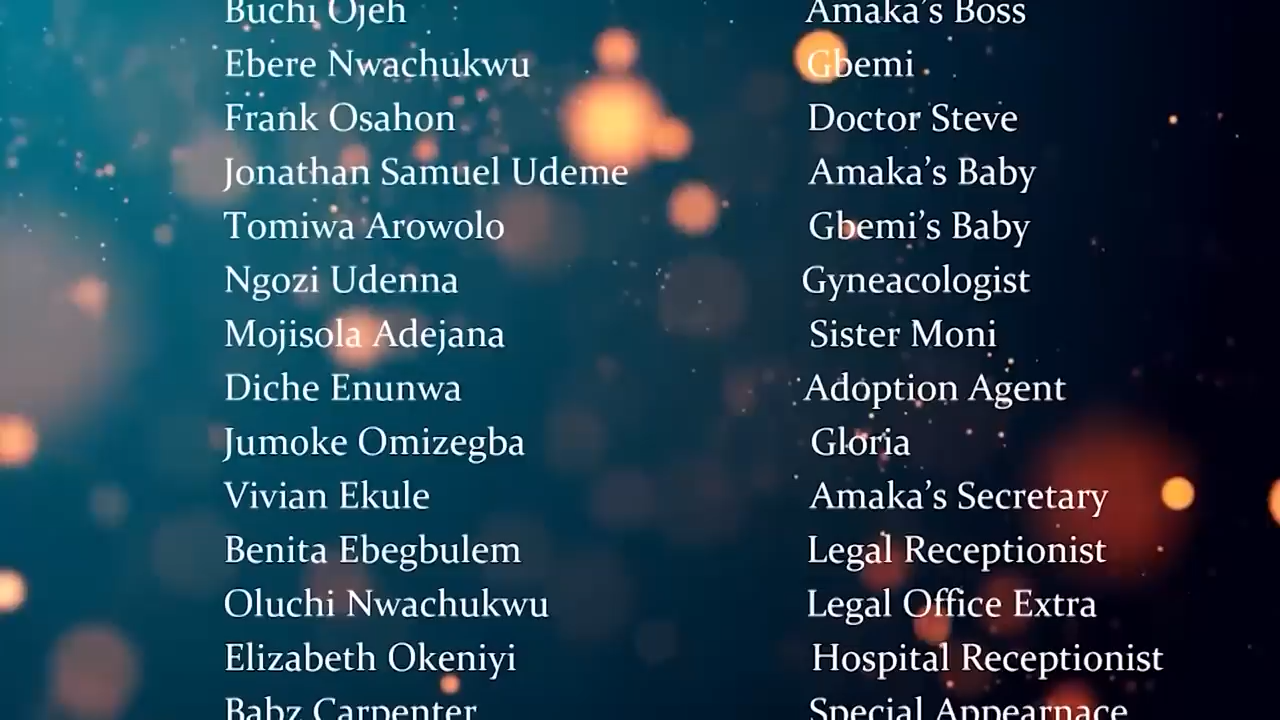 Buchi Ojeh Amaka's Boss
Ebere Nwachukwu Gbemi
Frank Osahon Doctor Steve
Jonathan Samuel Udeme Amaka's Baby
Tomiwa Arowolo Gbemi's Baby
Ngozi Udenna Gyneacologist
Mojisola Adejana Sister Moni
Diche Enunwa Adoption Agent
Jumoke Omizegba Gloria
Vivian Ekule Amaka's Secretary
Benita Ebegbulem Legal Receptionist
Oluchi Nwachukwu Legal Office Extra
Elizabeth Okeniyi Hospital Receptionist
Babz Carpenter Special Appearnace